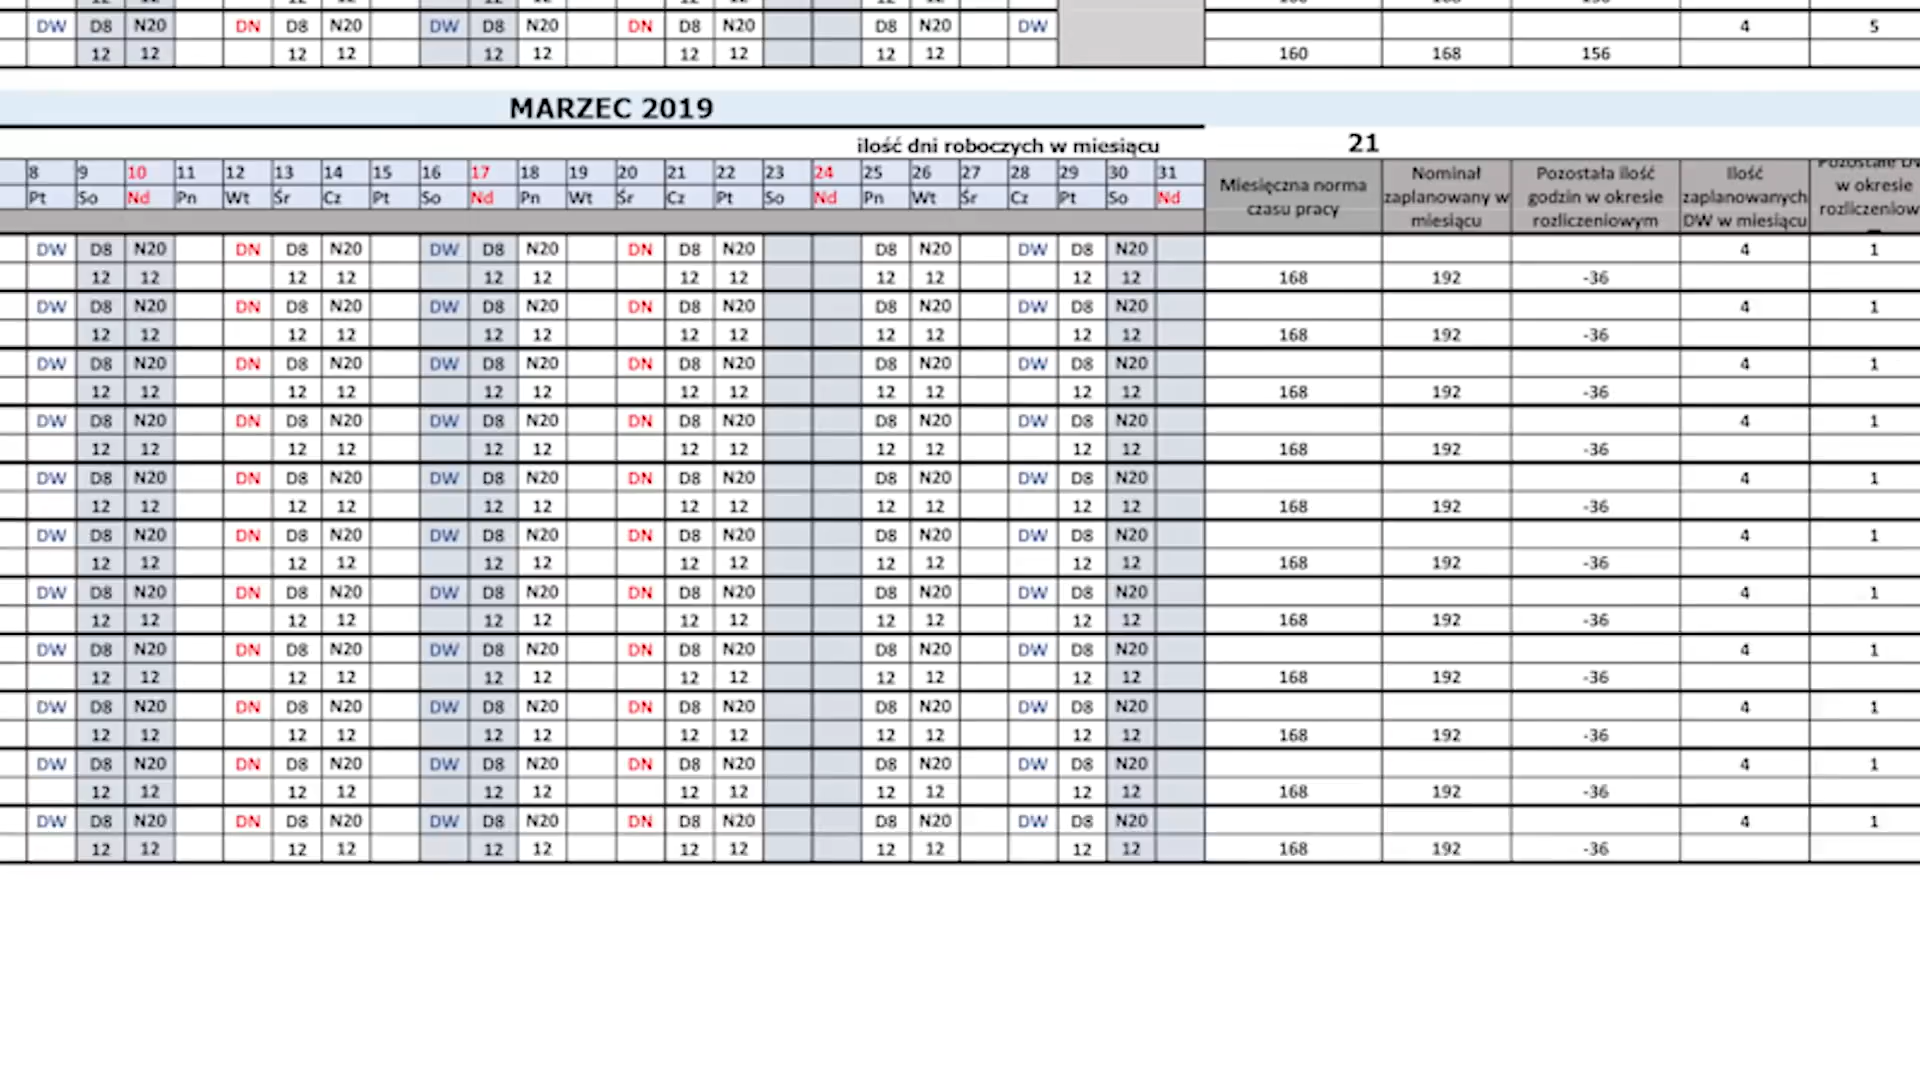 DW D8 N20 DN D8 N20 DW D8 N20 DN D8 N20 D8 N20 DW 4 5
12 12 12 12 12 12 12 12 12 12 160 168 156
MARZEC 2019
ilość dni roboczych w miesiącu 21
8 9 10 11 12 13 14 15 16 17 18 19 20 21 22 23 24 25 26 27 28 29 30 31
Pt So Nd Pn Wt Śr Cz Pt So Nd Pn Wt Śr Cz Pt So Nd Pn Wt Śr Cz Pt So Nd
Miesięczna norma czasu pracy
Nominał zaplanowany w miesiącu
Pozostała ilość godzin w okresie rozliczeniowym
Ilość zaplanowanych DW w miesiącu
w okresie
DW D8 N20 DN D8 N20 DW D8 N20 DN D8 N20 D8 N20 DW D8 N20 4 1
12 12 12 12 12 12 12 12 12 12 12 12 168 192 -36
DW D8 N20 DN D8 N20 DW D8 N20 DN D8 N20 D8 N20 DW D8 N20 4 1
12 12 12 12 12 12 12 12 12 12 12 12 168 192 -36
DW D8 N20 DN D8 N20 DW D8 N20 DN D8 N20 D8 N20 DW D8 N20 4 1
12 12 12 12 12 12 12 12 12 12 12 12 168 192 -36
DW D8 N20 DN D8 N20 DW D8 N20 DN D8 N20 D8 N20 DW D8 N20 4 1
12 12 12 12 12 12 12 12 12 12 12 12 168 192 -36
DW D8 N20 DN D8 N20 DW D8 N20 DN D8 N20 D8 N20 DW D8 N20 4 1
12 12 12 12 12 12 12 12 12 12 12 12 168 192 -36
DW D8 N20 DN D8 N20 DW D8 N20 DN D8 N20 D8 N20 DW D8 N20 4 1
12 12 12 12 12 12 12 12 12 12 12 12 168 192 -36
DW D8 N20 DN D8 N20 DW D8 N20 DN D8 N20 D8 N20 DW D8 N20 4 1
12 12 12 12 12 12 12 12 12 12 12 12 168 192 -36
DW D8 N20 DN D8 N20 DW D8 N20 DN D8 N20 D8 N20 DW D8 N20 4 1
12 12 12 12 12 12 12 12 12 12 12 12 168 192 -36
DW D8 N20 DN D8 N20 DW D8 N20 DN D8 N20 D8 N20 DW D8 N20 4 1
12 12 12 12 12 12 12 12 12 12 12 12 168 192 -36
DW D8 N20 DN D8 N20 DW D8 N20 DN D8 N20 D8 N20 DW D8 N20 4 1
12 12 12 12 12 12 12 12 12 12 12 12 168 192 -36
DW D8 N20 DN D8 N20 DW D8 N20 DN D8 N20 D8 N20 DW D8 N20 4 1
12 12 12 12 12 12 12 12 12 12 12 12 168 192 -36